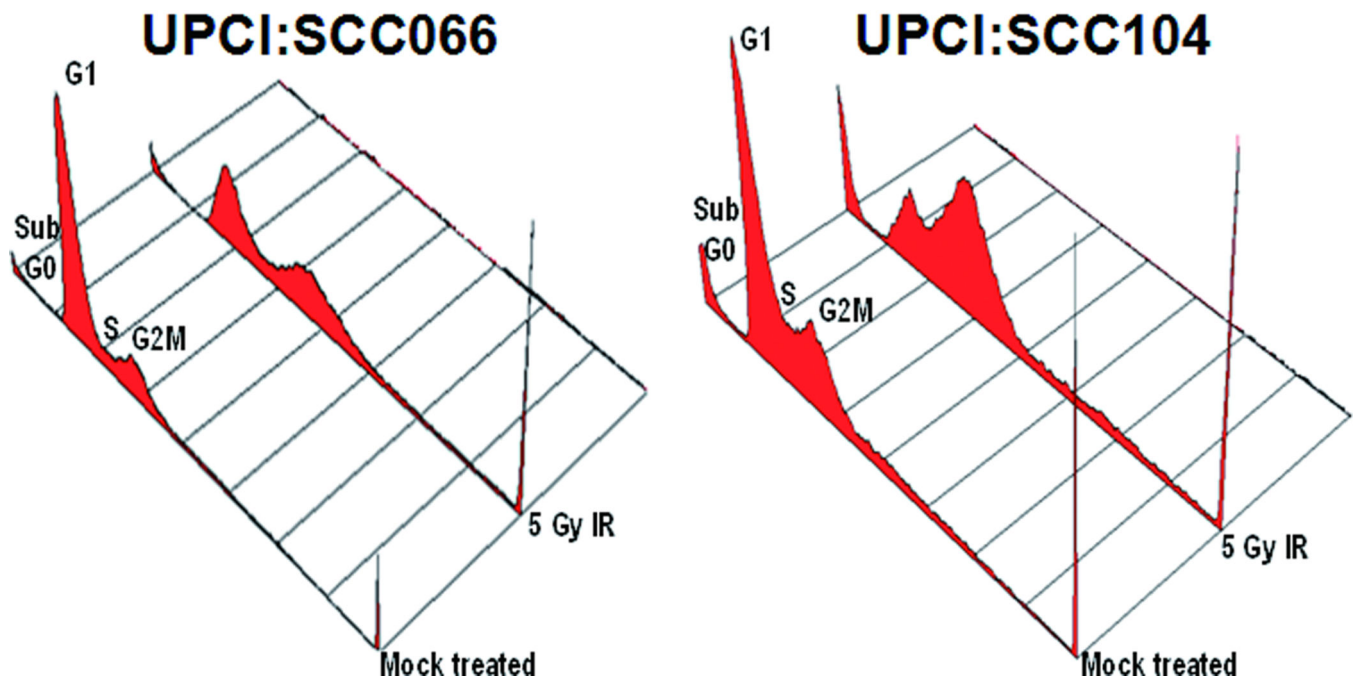 UPCI:SCC066
G1
Sub
G0
S
G2M
5 Gy IR
Mock treated
UPCI:SCC104
G1
Sub
G0
S
G2M
5 Gy IR
Mock treated